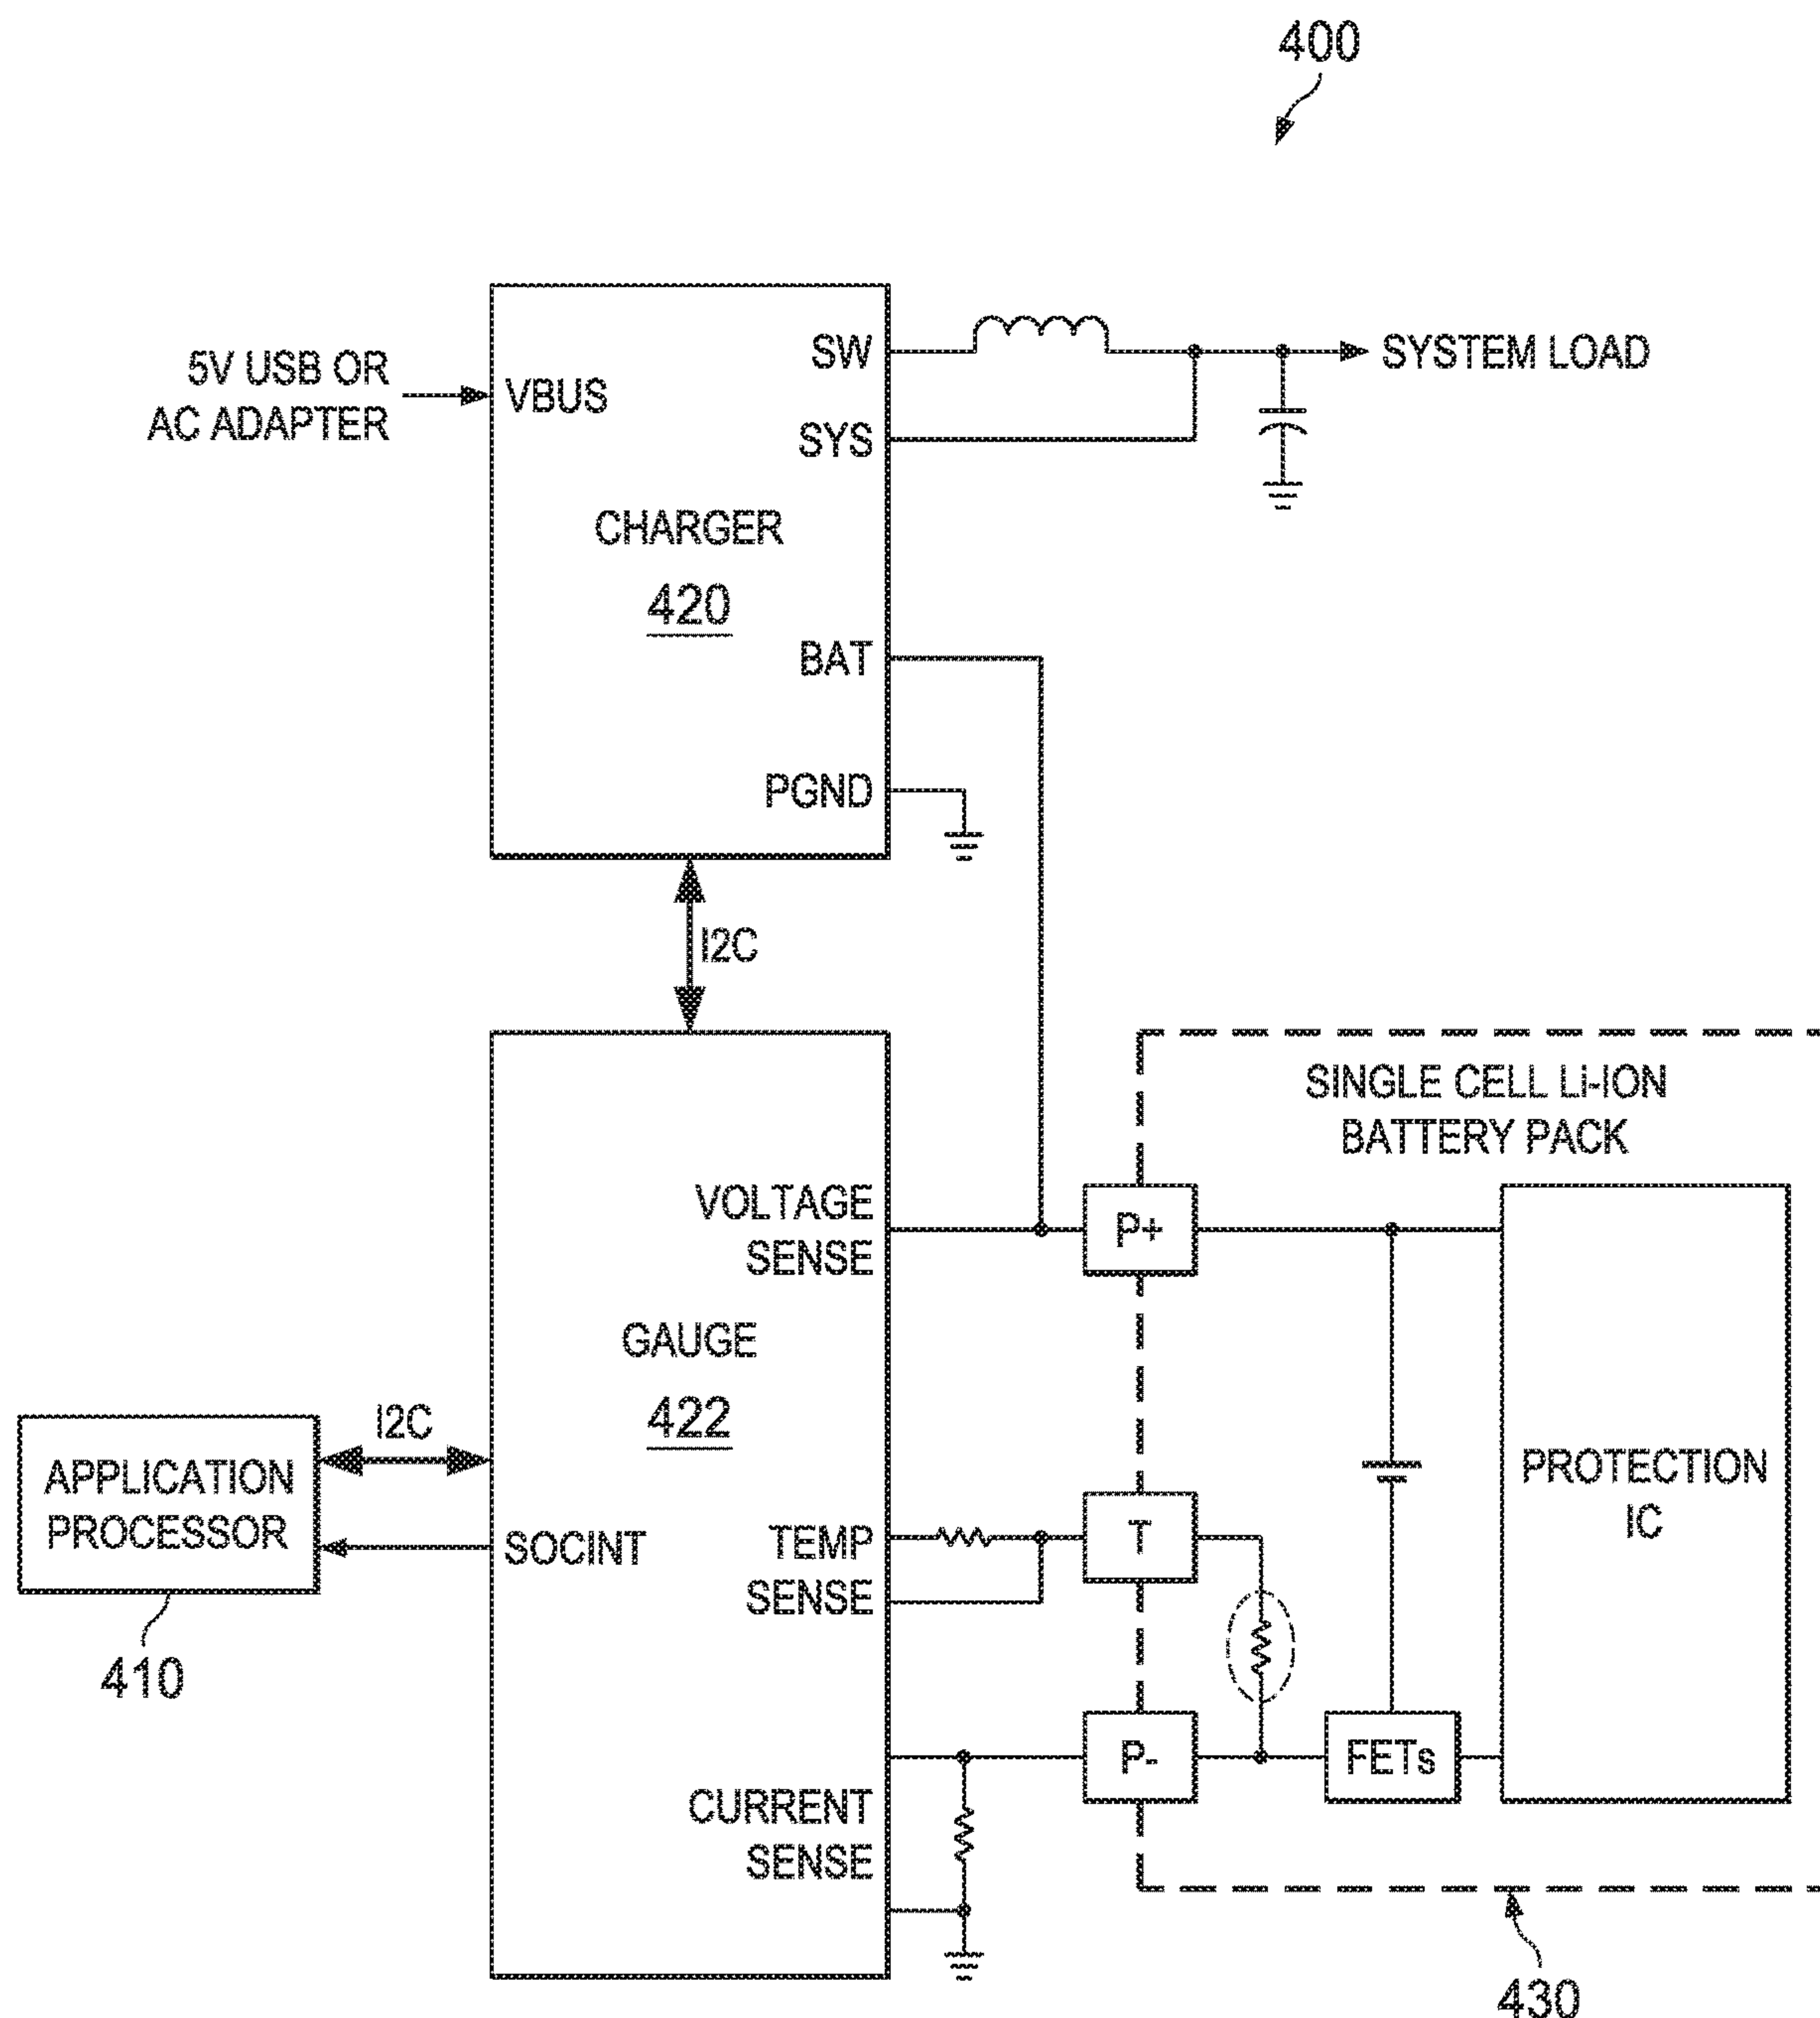 400
5V USB OR
AC ADAPTER
VBUS
SW
SYS
SYSTEM LOAD
CHARGER
420
BAT
PGND
I2C
SINGLE CELL Li-ION
BATTERY PACK
VOLTAGE
SENSE
P+
GAUGE
422
I2C
APPLICATION
PROCESSOR
410
SOCINT
TEMP
SENSE
T
PROTECTION
IC
P-
FETs
CURRENT
SENSE
430